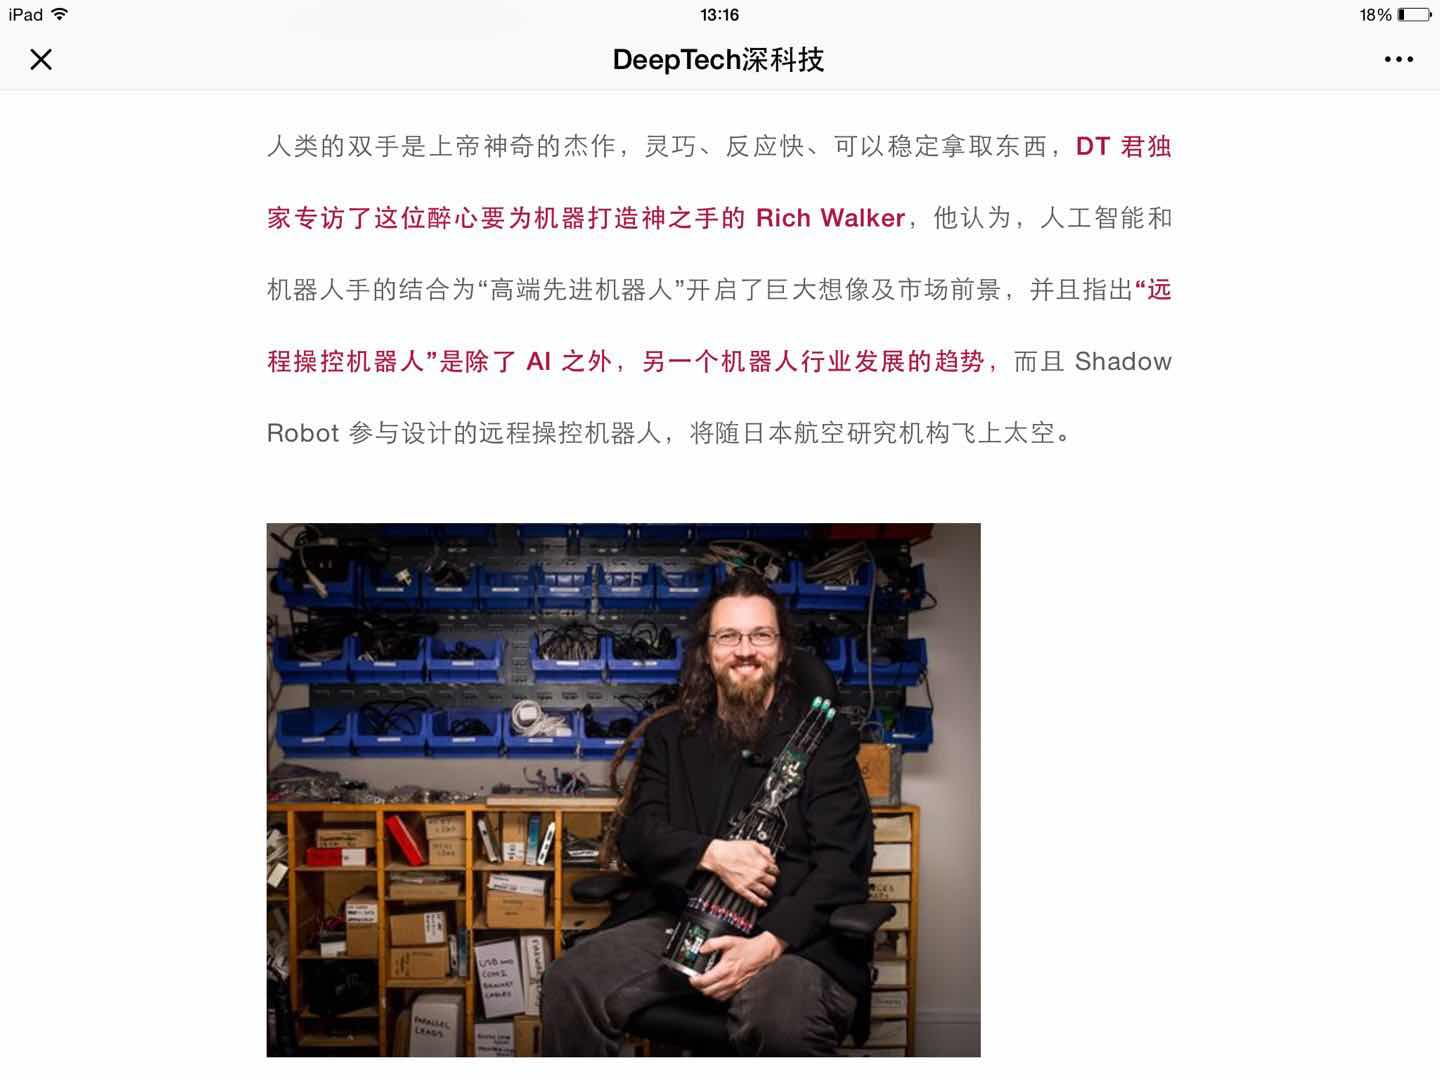 iPad
13:16
18%
DeepTech深科技
人类的双手是上帝神奇的杰作，灵巧、反应快、可以稳定拿取东西，DT 君独
家专访了这位醉心要为机器打造神之手的 Rich Walker，他认为，人工智能和
机器人手的结合为“高端先进机器人”开启了巨大想像及市场前景，并且指出“远
程操控机器人”是除了 AI 之外，另一个机器人行业发展的趋势，而且 Shadow
Robot 参与设计的远程操控机器人，将随日本航空研究机构飞上太空。
USB AND
COM2
BRACKET
CABLES
PARALLEL
LEADS